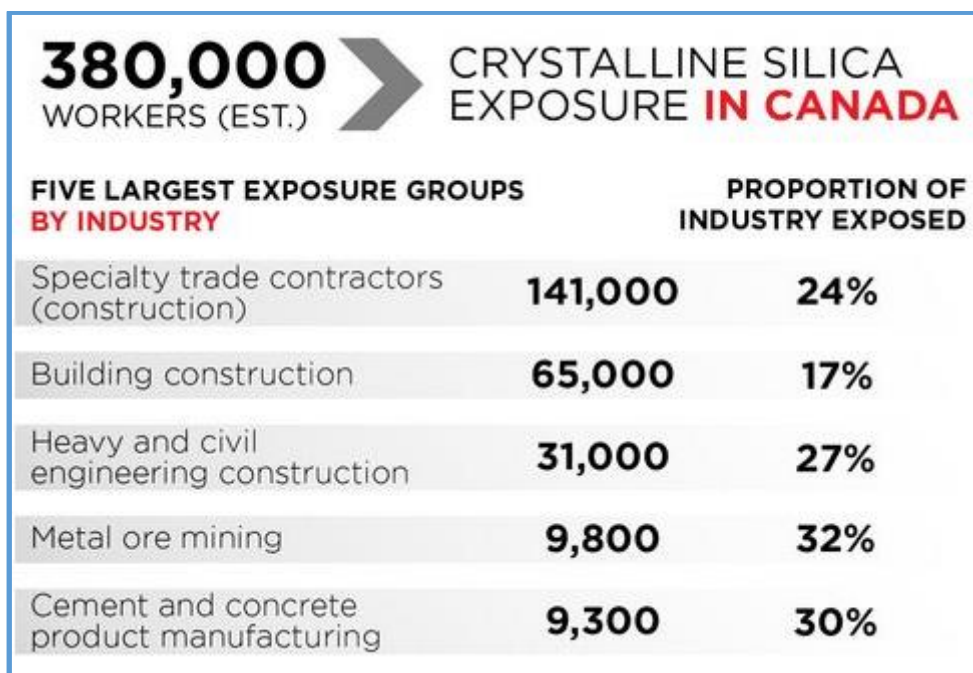 380,000
WORKERS (EST.)
CRYSTALLINE SILICA
EXPOSURE IN CANADA
FIVE LARGEST EXPOSURE GROUPS
BY INDUSTRY
PROPORTION OF
INDUSTRY EXPOSED
Specialty trade contractors
(construction)
141,000
24%
Building construction
65,000
17%
Heavy and civil
engineering construction
31,000
27%
Metal ore mining
9,800
32%
Cement and concrete
product manufacturing
9,300
30%